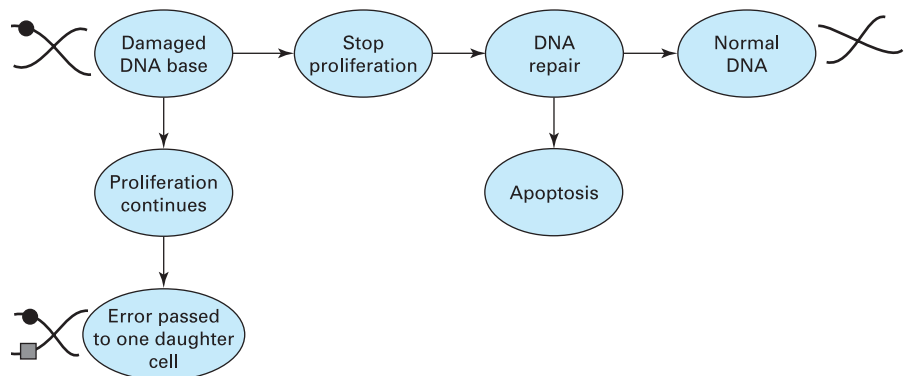 Damaged
DNA base
Stop
proliferation
DNA
repair
Normal
DNA
Proliferation
continues
Apoptosis
Error passed
to one daughter
cell